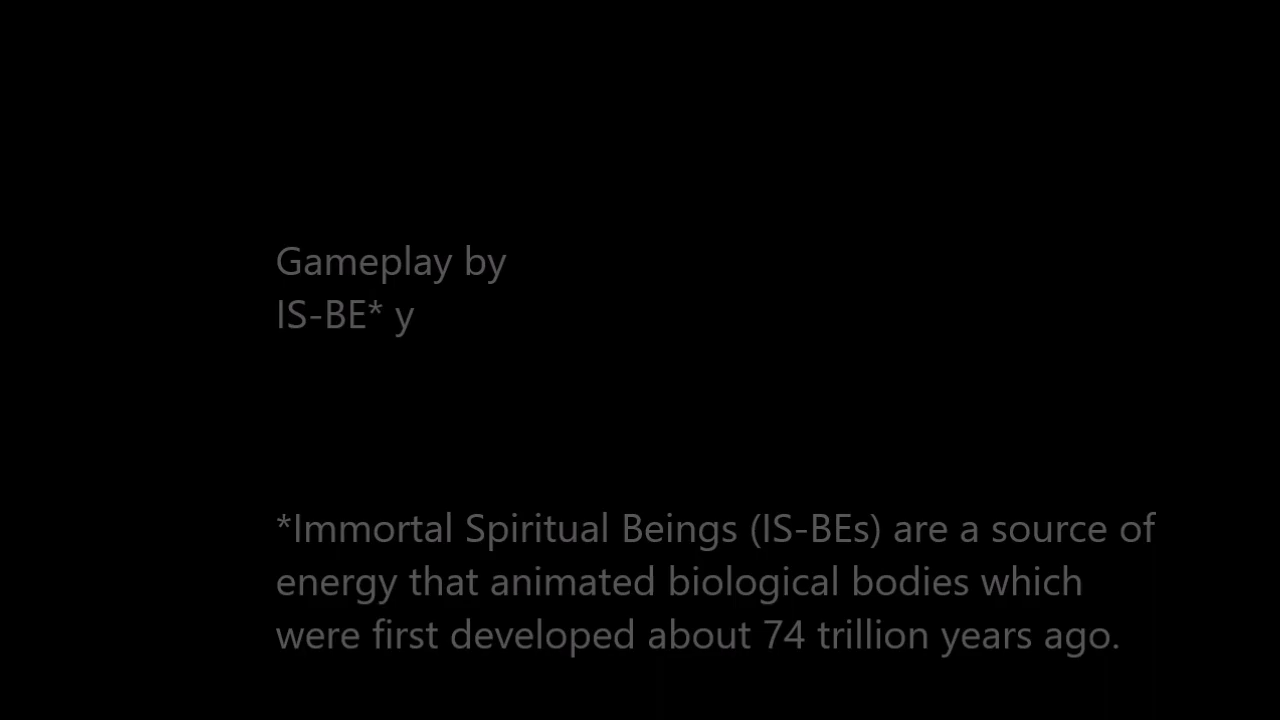 Gameplay by
IS-BE* y
*Immortal Spiritual Beings (IS-BEs) are a source of
energy that animated biological bodies which
were first developed about 74 trillion years ago.